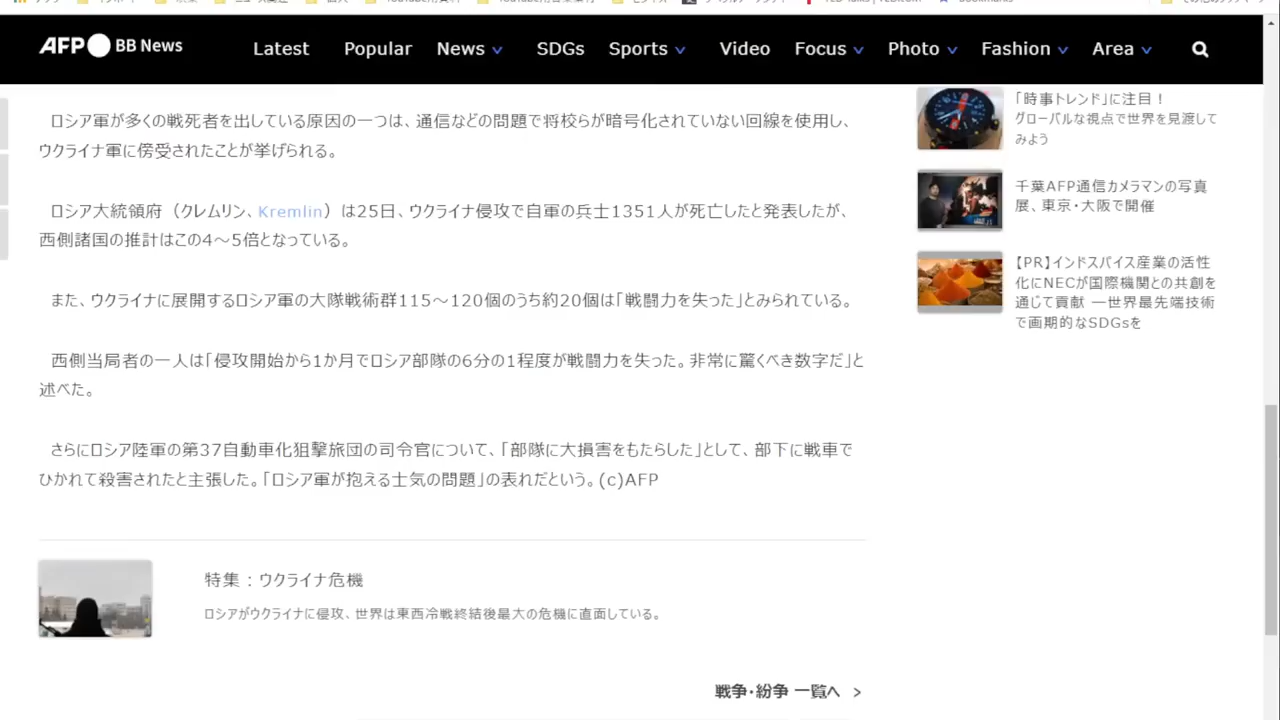 AFP BB News
Latest Popular News SDGs Sports Video Focus Photo Fashion Area
ロシア軍が多くの戦死者を出している原因の一つは、通信などの問題で将校らが暗号化されていない回線を使用し、
ウクライナ軍に傍受されたことが挙げられる。
ロシア大統領府（クレムリン、Kremlin）は25日、ウクライナ侵攻で自軍の兵士1351人が死亡したと発表したが、
西側諸国の推計はこの4～5倍となっている。
また、ウクライナに展開するロシア軍の大隊戦術群115～120個のうち約20個は「戦闘力を失った」とみられている。
西側当局者の一人は「侵攻開始から1か月でロシア部隊の6分の1程度が戦闘力を失った。非常に驚くべき数字だ」と
述べた。
さらにロシア陸軍の第37自動車化狙撃旅団の司令官について、「部隊に大損害をもたらした」として、部下に戦車で
ひかれて殺害されたと主張した。「ロシア軍が抱える士気の問題」の表れだという。(c)AFP
特集：ウクライナ危機
ロシアがウクライナに侵攻、世界は東西冷戦終結後最大の危機に直面している。
戦争・紛争 一覧へ >
「時事トレンド」に注目！
グローバルな視点で世界を見渡して
みよう
千葉AFP通信カメラマンの写真
展、東京・大阪で開催
【PR】インドスパイス産業の活性
化にNECが国際機関との共創を
通じて貢献 ―世界最先端技術
で画期的なSDGsを